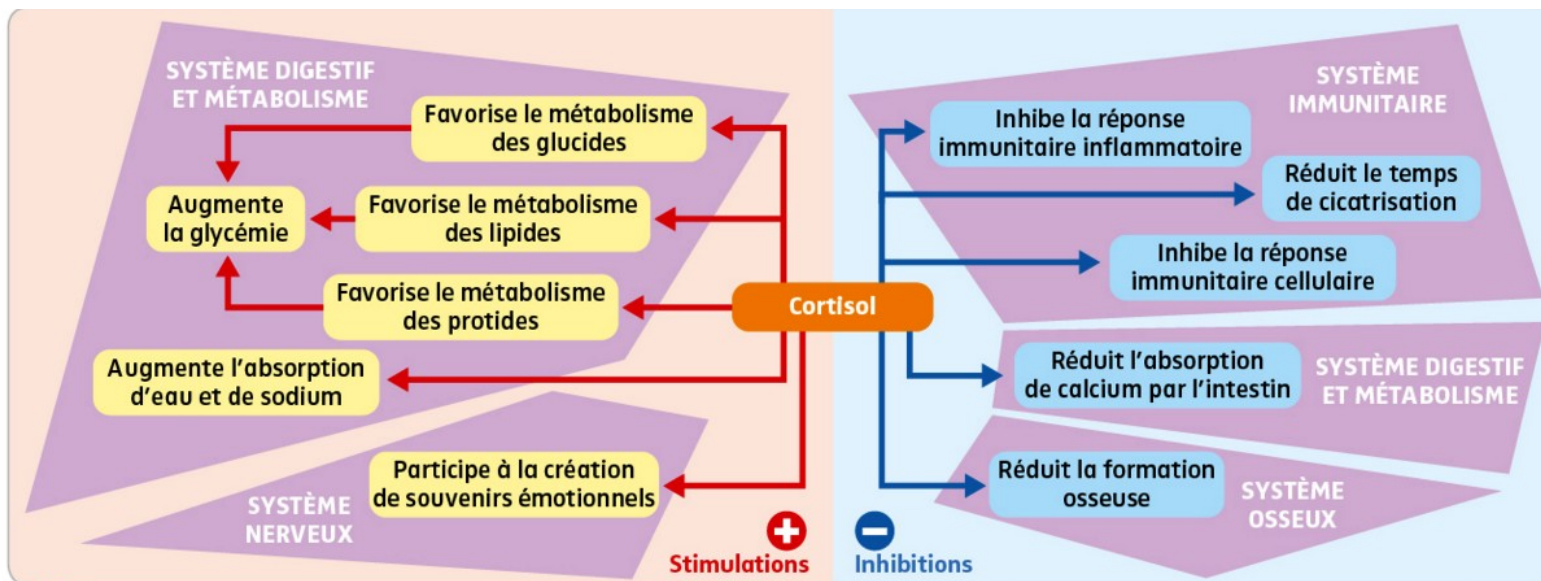 SYSTÈME DIGESTIF
ET MÉTABOLISME
Favorise le métabolisme
des glucides
Augmente
la glycémie
Favorise le métabolisme
des lipides
Favorise le métabolisme
des protides
Augmente l'absorption
d'eau et de sodium
Participe à la création
de souvenirs émotionnels
SYSTÈME
NERVEUX
Stimulations
Cortisol
SYSTÈME
IMMUNITAIRE
Inhibe la réponse
immunitaire inflammatoire
Réduit le temps
de cicatrisation
Inhibe la réponse
immunitaire cellulaire
Réduit l'absorption
de calcium par l'intestin
SYSTÈME DIGESTIF
ET MÉTABOLISME
Réduit la formation
osseuse
SYSTÈME
OSSEUX
Inhibitions